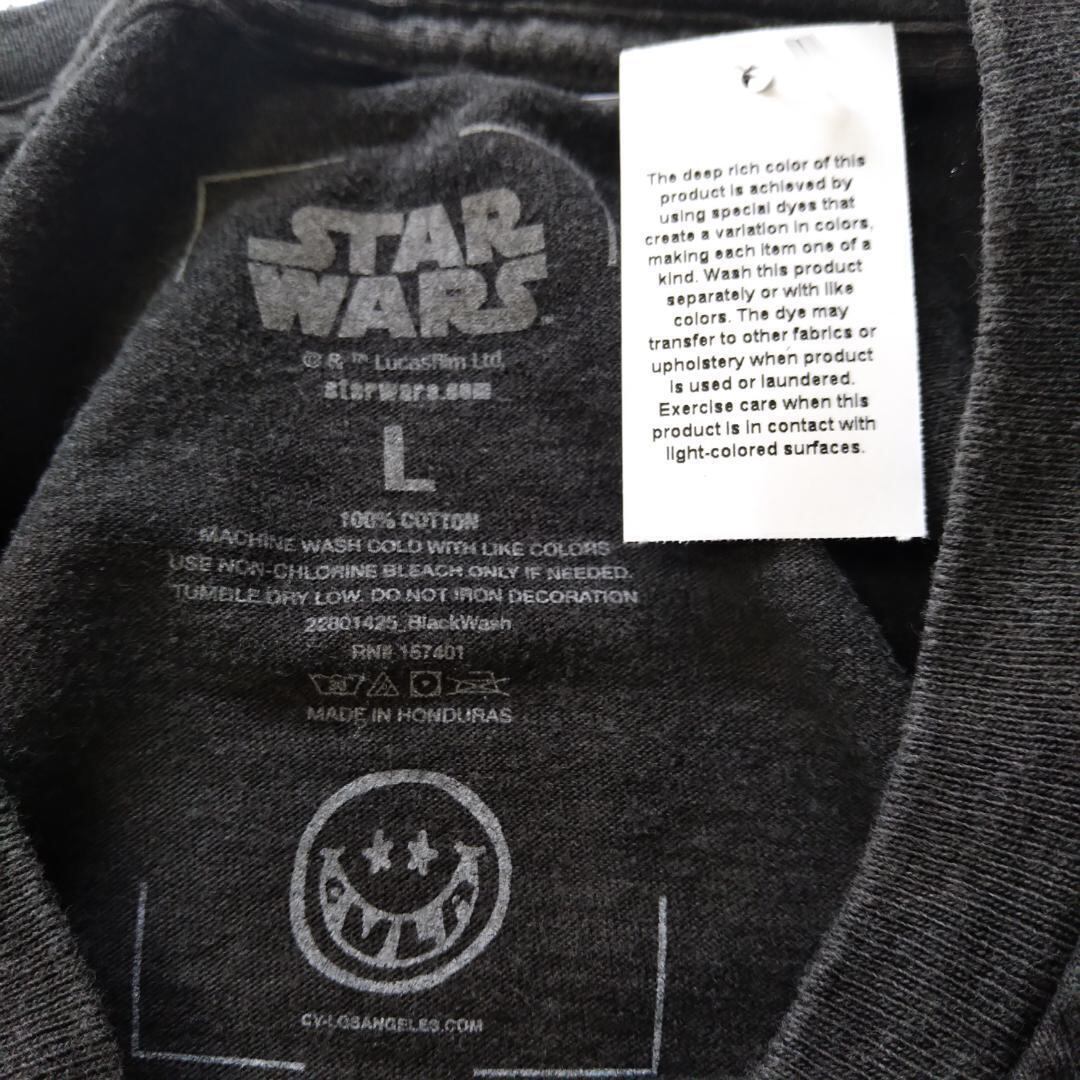 STAR
WARS
© & ™ Lucasfilm Ltd.
starwars.com
L
100% COTTON
MACHINE WASH COLD WITH LIKE COLORS
USE NON-CHLORINE BLEACH ONLY IF NEEDED.
TUMBLE DRY LOW. DO NOT IRON DECORATION
22801425_BlackWash
RN# 157401
MADE IN HONDURAS
CIVIL
CV-LOSANGELES.COM
The deep rich color of this
product is achieved by
using special dyes that
create a variation in colors,
making each item one of a
kind. Wash this product
separately or with like
colors. The dye may
transfer to other fabrics or
upholstery when product
is used or laundered.
Exercise care when this
product is in contact with
light-colored surfaces.